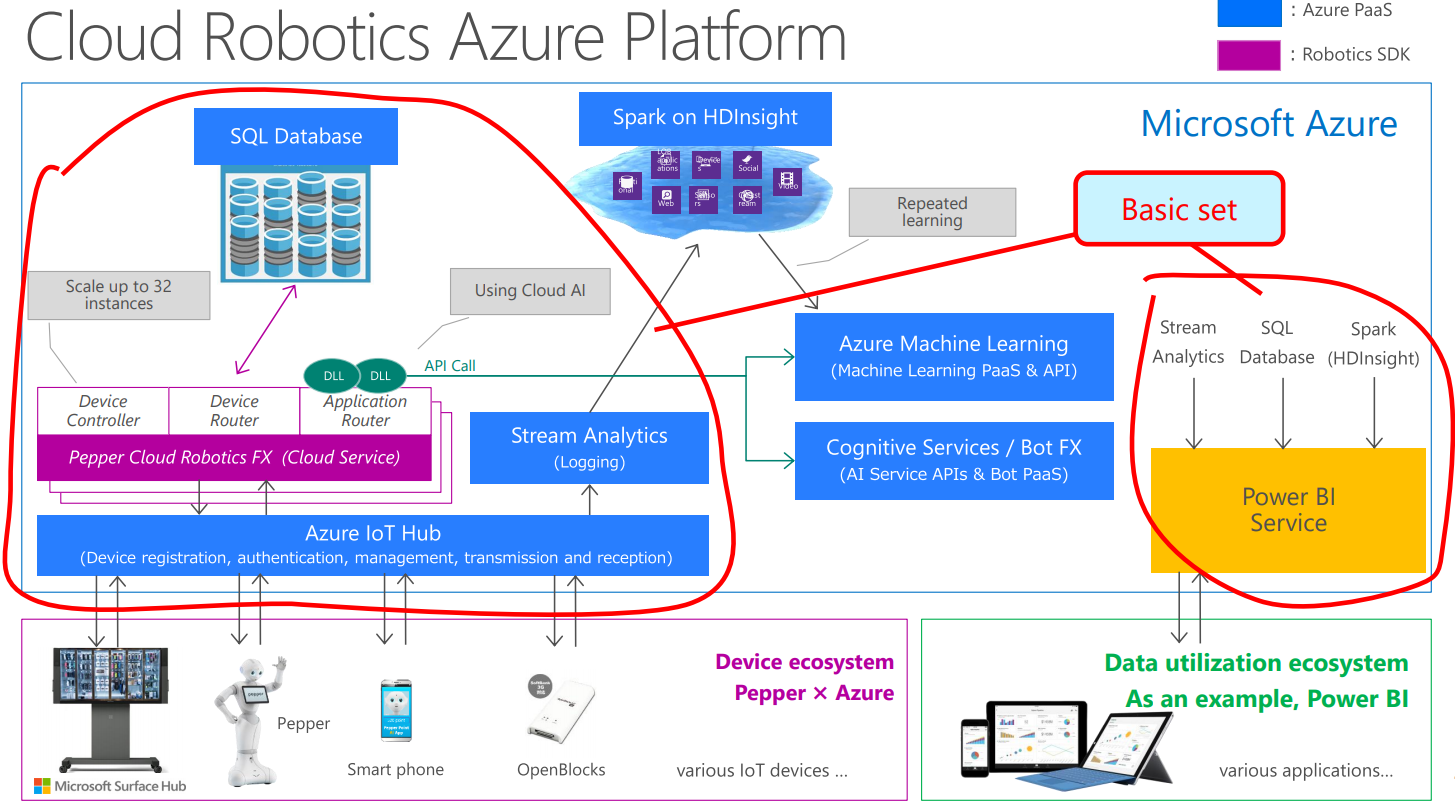 Cloud Robotics Azure Platform
: Azure PaaS
: Robotics SDK
Microsoft Azure
SQL Database
Spark on HDInsight
Social
Video
Web
Repeated
learning
Basic set
Scale up to 32
instances
Using Cloud AI
Stream
Analytics
SQL
Database
Spark
(HDInsight)
DLL
DLL
API Call
Azure Machine Learning
(Machine Learning PaaS & API)
Device
Controller
Device
Router
Application
Router
Pepper Cloud Robotics FX (Cloud Service)
Stream Analytics
(Logging)
Cognitive Services / Bot FX
(AI Service APIs & Bot PaaS)
Power BI
Service
Azure IoT Hub
(Device registration, authentication, management, transmission and reception)
Device ecosystem
Pepper × Azure
pepper
Pepper
Smart phone
OpenBlocks
various IoT devices ...
Microsoft Surface Hub
Data utilization ecosystem
As an example, Power BI
various applications...